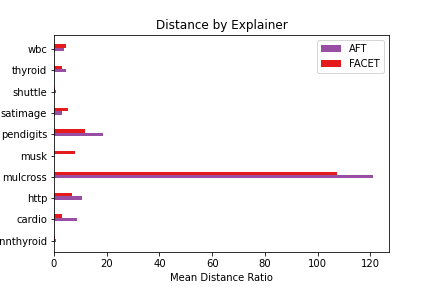 Distance by Explainer
AFT
FACET
wbc
thyroid
shuttle
satimage
pendigits
musk
mulcross
http
cardio
nnthyroid
0 20 40 60 80 100 120
Mean Distance Ratio